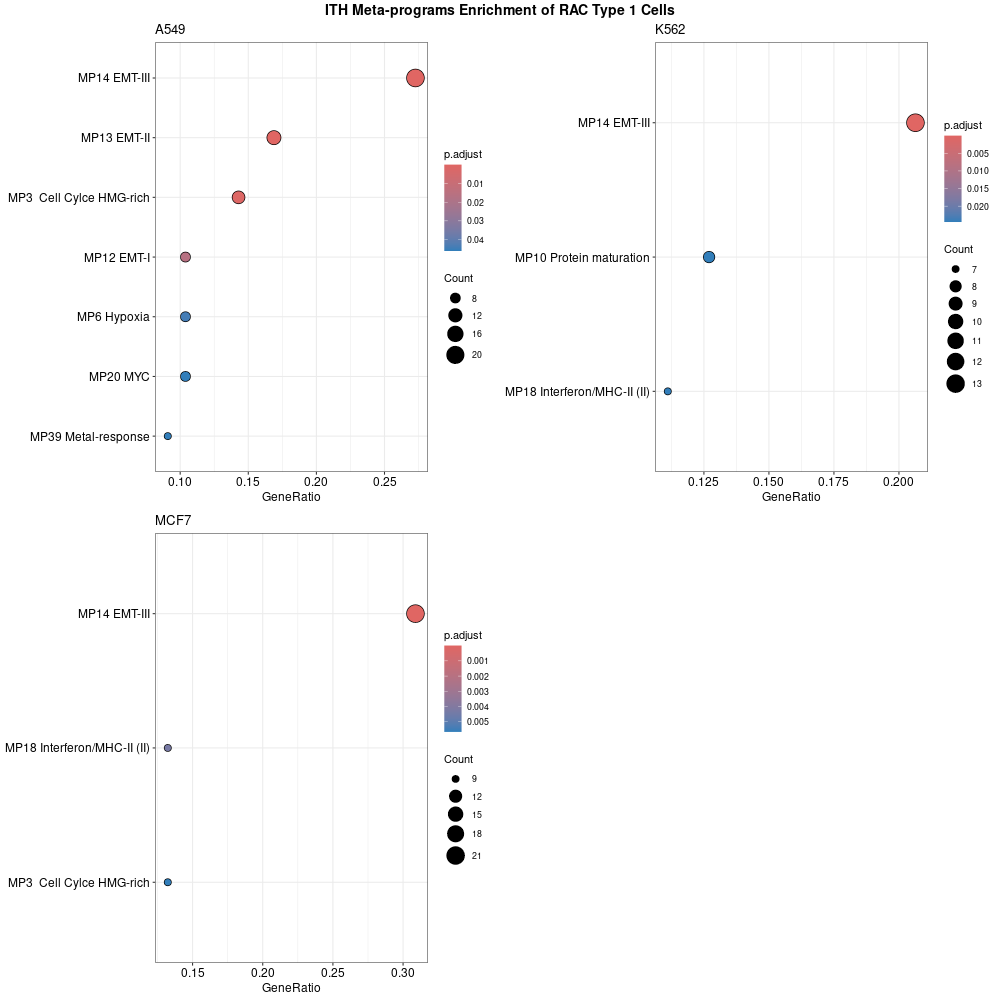 ITH Meta-programs Enrichment of RAC Type 1 Cells
A549
MP14 EMT-III
MP13 EMT-II
MP3  Cell Cylce HMG-rich
MP12 EMT-I
MP6 Hypoxia
MP20 MYC
MP39 Metal-response
0.10 0.15 0.20 0.25
GeneRatio
p.adjust
0.01
0.02
0.03
0.04
Count
8
12
16
20
K562
MP14 EMT-III
MP10 Protein maturation
MP18 Interferon/MHC-II (II)
0.125 0.150 0.175 0.200
GeneRatio
p.adjust
0.005
0.010
0.015
0.020
Count
7
8
9
10
11
12
13
MCF7
MP14 EMT-III
MP18 Interferon/MHC-II (II)
MP3  Cell Cylce HMG-rich
0.15 0.20 0.25 0.30
GeneRatio
p.adjust
0.001
0.002
0.003
0.004
0.005
Count
9
12
15
18
21